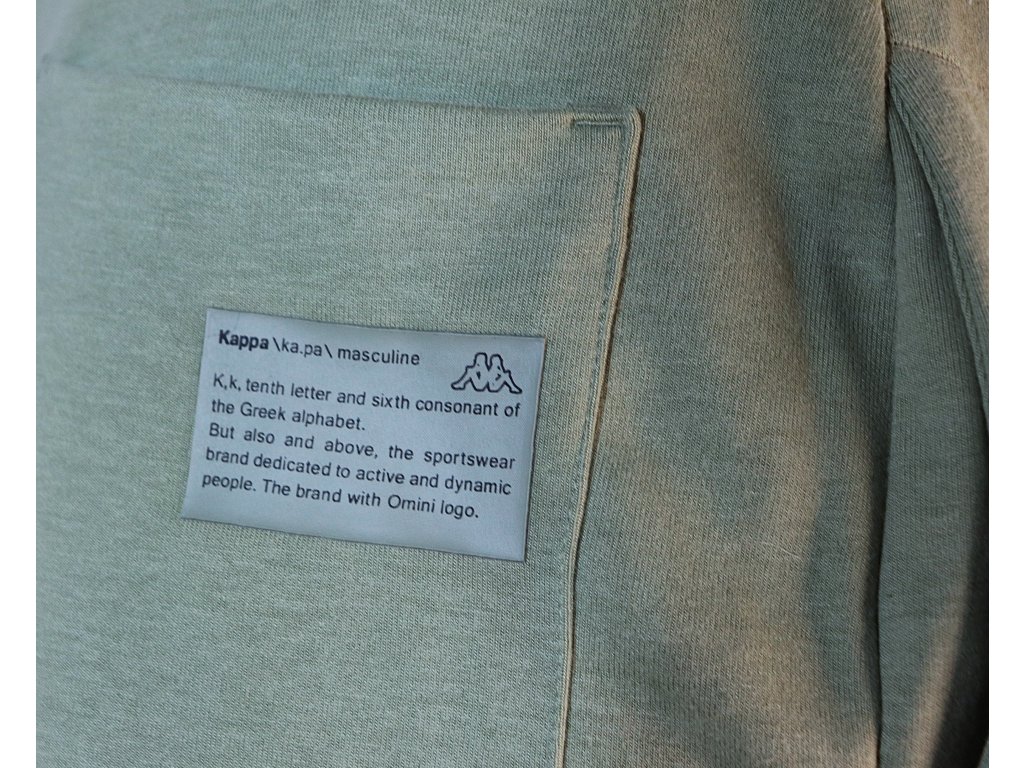 Kappa \ka.pa\ masculine
K,k, tenth letter and sixth consonant of
the Greek alphabet.
But also and above, the sportswear
brand dedicated to active and dynamic
people. The brand with Omini logo.